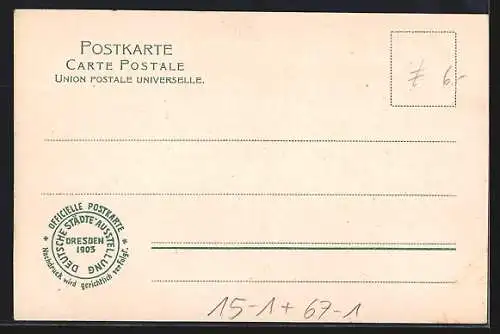 POSTKARTE
CARTE POSTALE
UNION POSTALE UNIVERSELLE.
≠ 6.-
* OFFICIELLE POSTKARTE *
DEUTSCHE STÄDTE-AUSSTELLUNG
DRESDEN
1903
Nachdruck wird gerichtlich verfolgt.
15-1+67-1